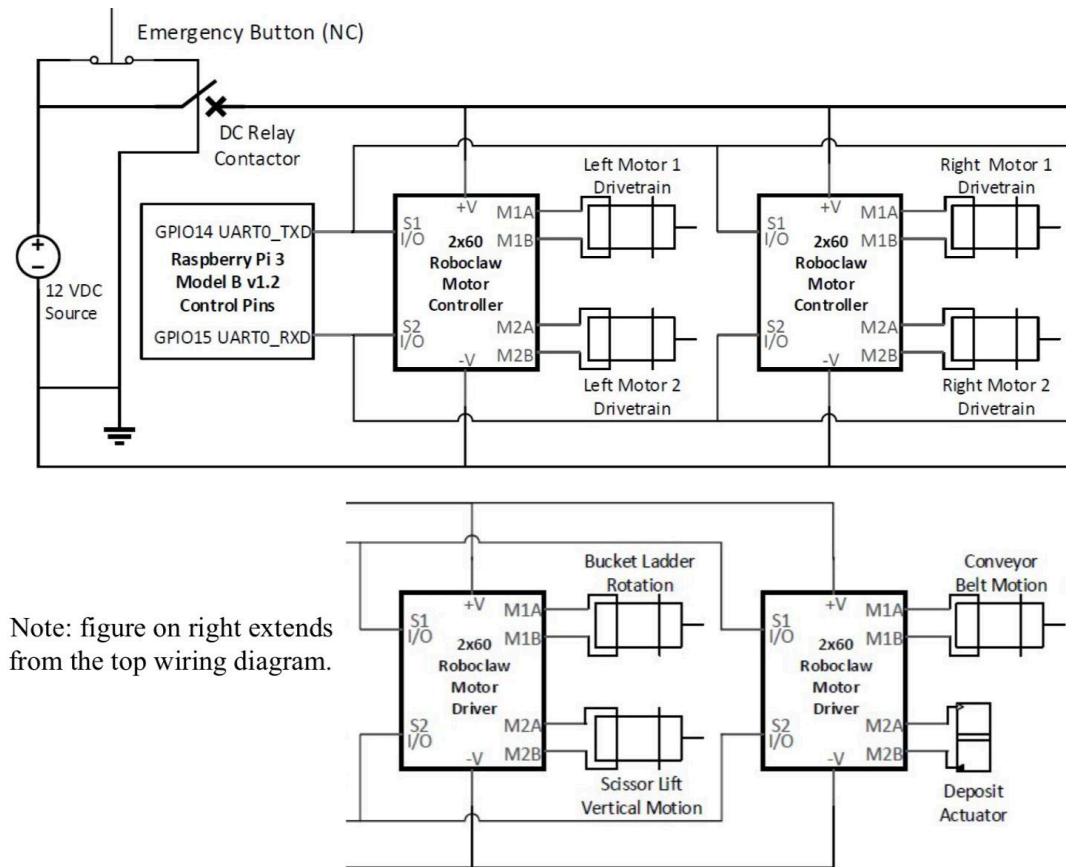 Emergency Button (NC)
DC Relay
Contactor
12 VDC
Source
GPIO14 UART0_TXD
Raspberry Pi 3
Model B v1.2
Control Pins
GPIO15 UART0_RXD
+V
S1
I/O
M1A
M1B
2x60
Roboclaw
Motor
Controller
S2
I/O
M2A
M2B
-V
Left Motor 1
Drivetrain
Left Motor 2
Drivetrain
+V
S1
I/O
M1A
M1B
2x60
Roboclaw
Motor
Controller
S2
I/O
M2A
M2B
-V
Right Motor 1
Drivetrain
Right Motor 2
Drivetrain
Note: figure on right extends
from the top wiring diagram.
+V
S1
I/O
M1A
M1B
2x60
Roboclaw
Motor
Driver
S2
I/O
M2A
M2B
-V
Bucket Ladder
Rotation
Scissor Lift
Vertical Motion
+V
S1
I/O
M1A
M1B
2x60
Roboclaw
Motor
Driver
S2
I/O
M2A
M2B
-V
Conveyor
Belt Motion
Deposit
Actuator